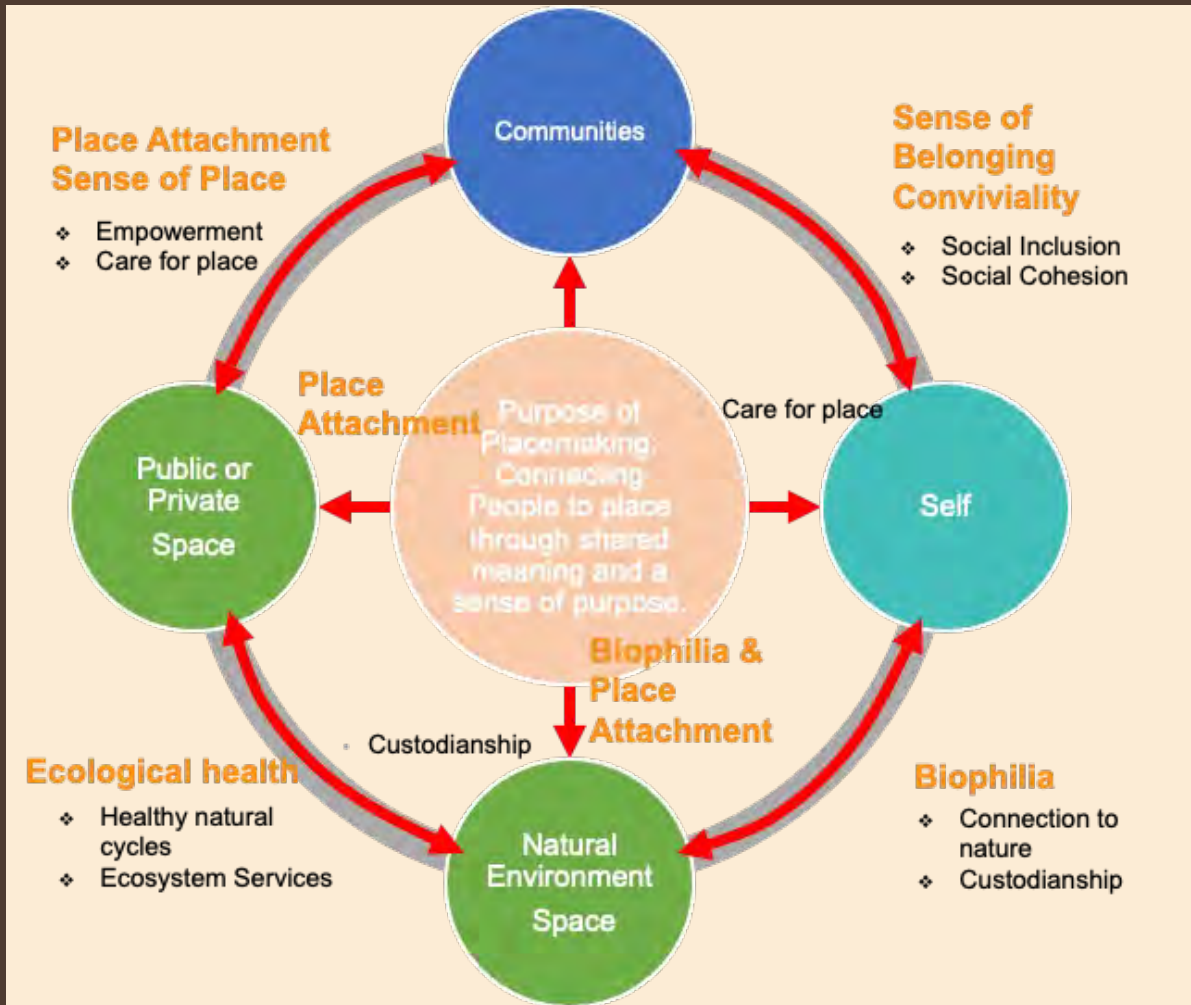 Communities
Place Attachment
Sense of Place
❖ Empowerment
❖ Care for place
Sense of
Belonging
Conviviality
❖ Social Inclusion
❖ Social Cohesion
Place
Attachment
Care for place
Public or
Private
Space
Purpose of
Placemaking.
Connecting
People to place
through shared
meaning and a
sense of purpose.
Self
Biophilia &
Place
Attachment
• Custodianship
Ecological health
❖ Healthy natural
cycles
❖ Ecosystem Services
Natural
Environment
Space
Biophilia
❖ Connection to
nature
❖ Custodianship